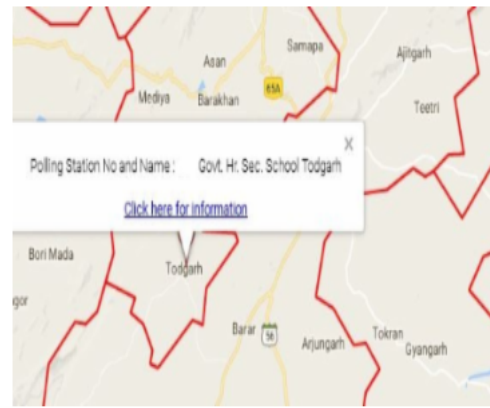 Samapa
Asan
Ajitgarh
65A
Mediya
Barakhan
Teetri
×
Polling Station No and Name : Govt. Hr. Sec. School Todgarh
Click here for information
Bori Mada
Todgarh
gor
Barar
56
Arjungarh
Tokran
Gyangarh